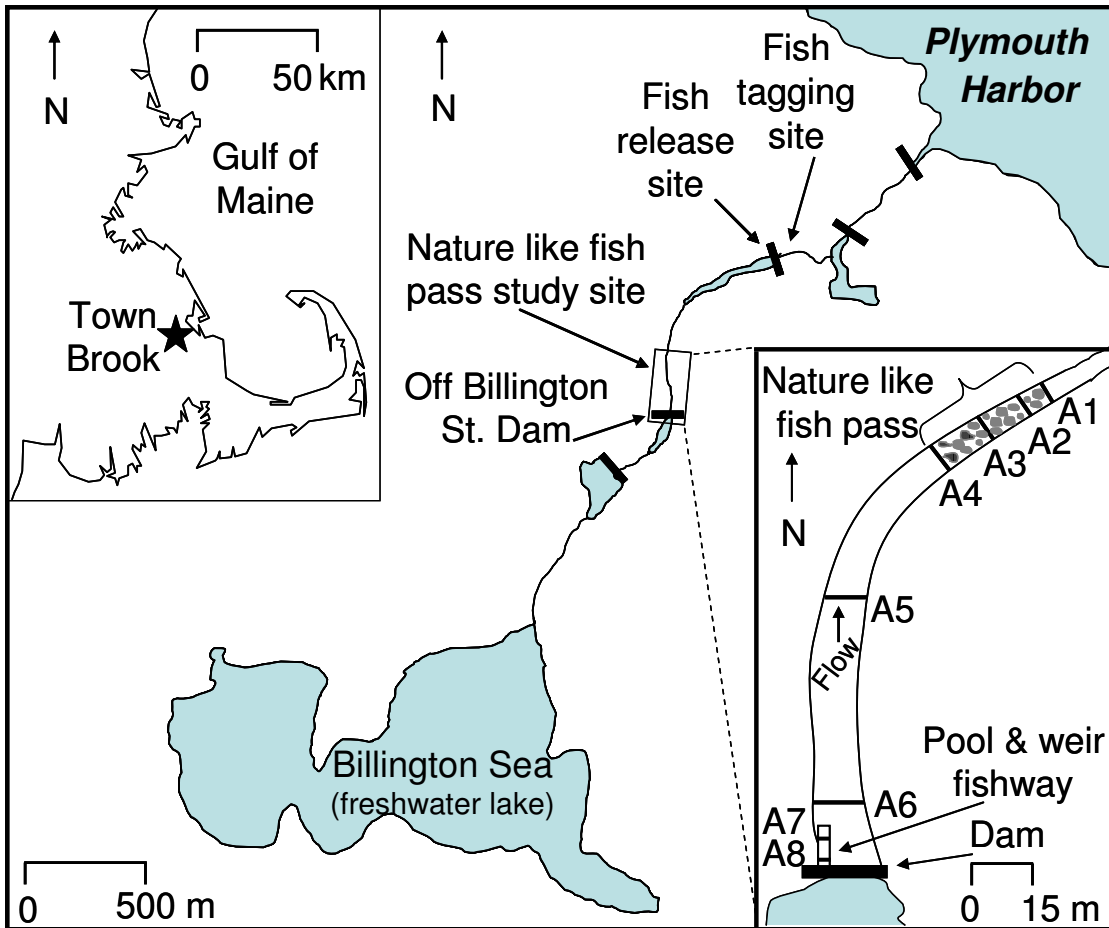 N
0 50 km
Gulf of
Maine
Town
Brook
N
Fish
release
site
Fish
tagging
site
Plymouth
Harbor
Nature like fish
pass study site
Off Billington
St. Dam
Billington Sea
(freshwater lake)
0 500 m
Nature like
fish pass
A1
A2
A3
A4
N
A5
Flow
Pool & weir
fishway
A6
A7
A8
Dam
0 15 m